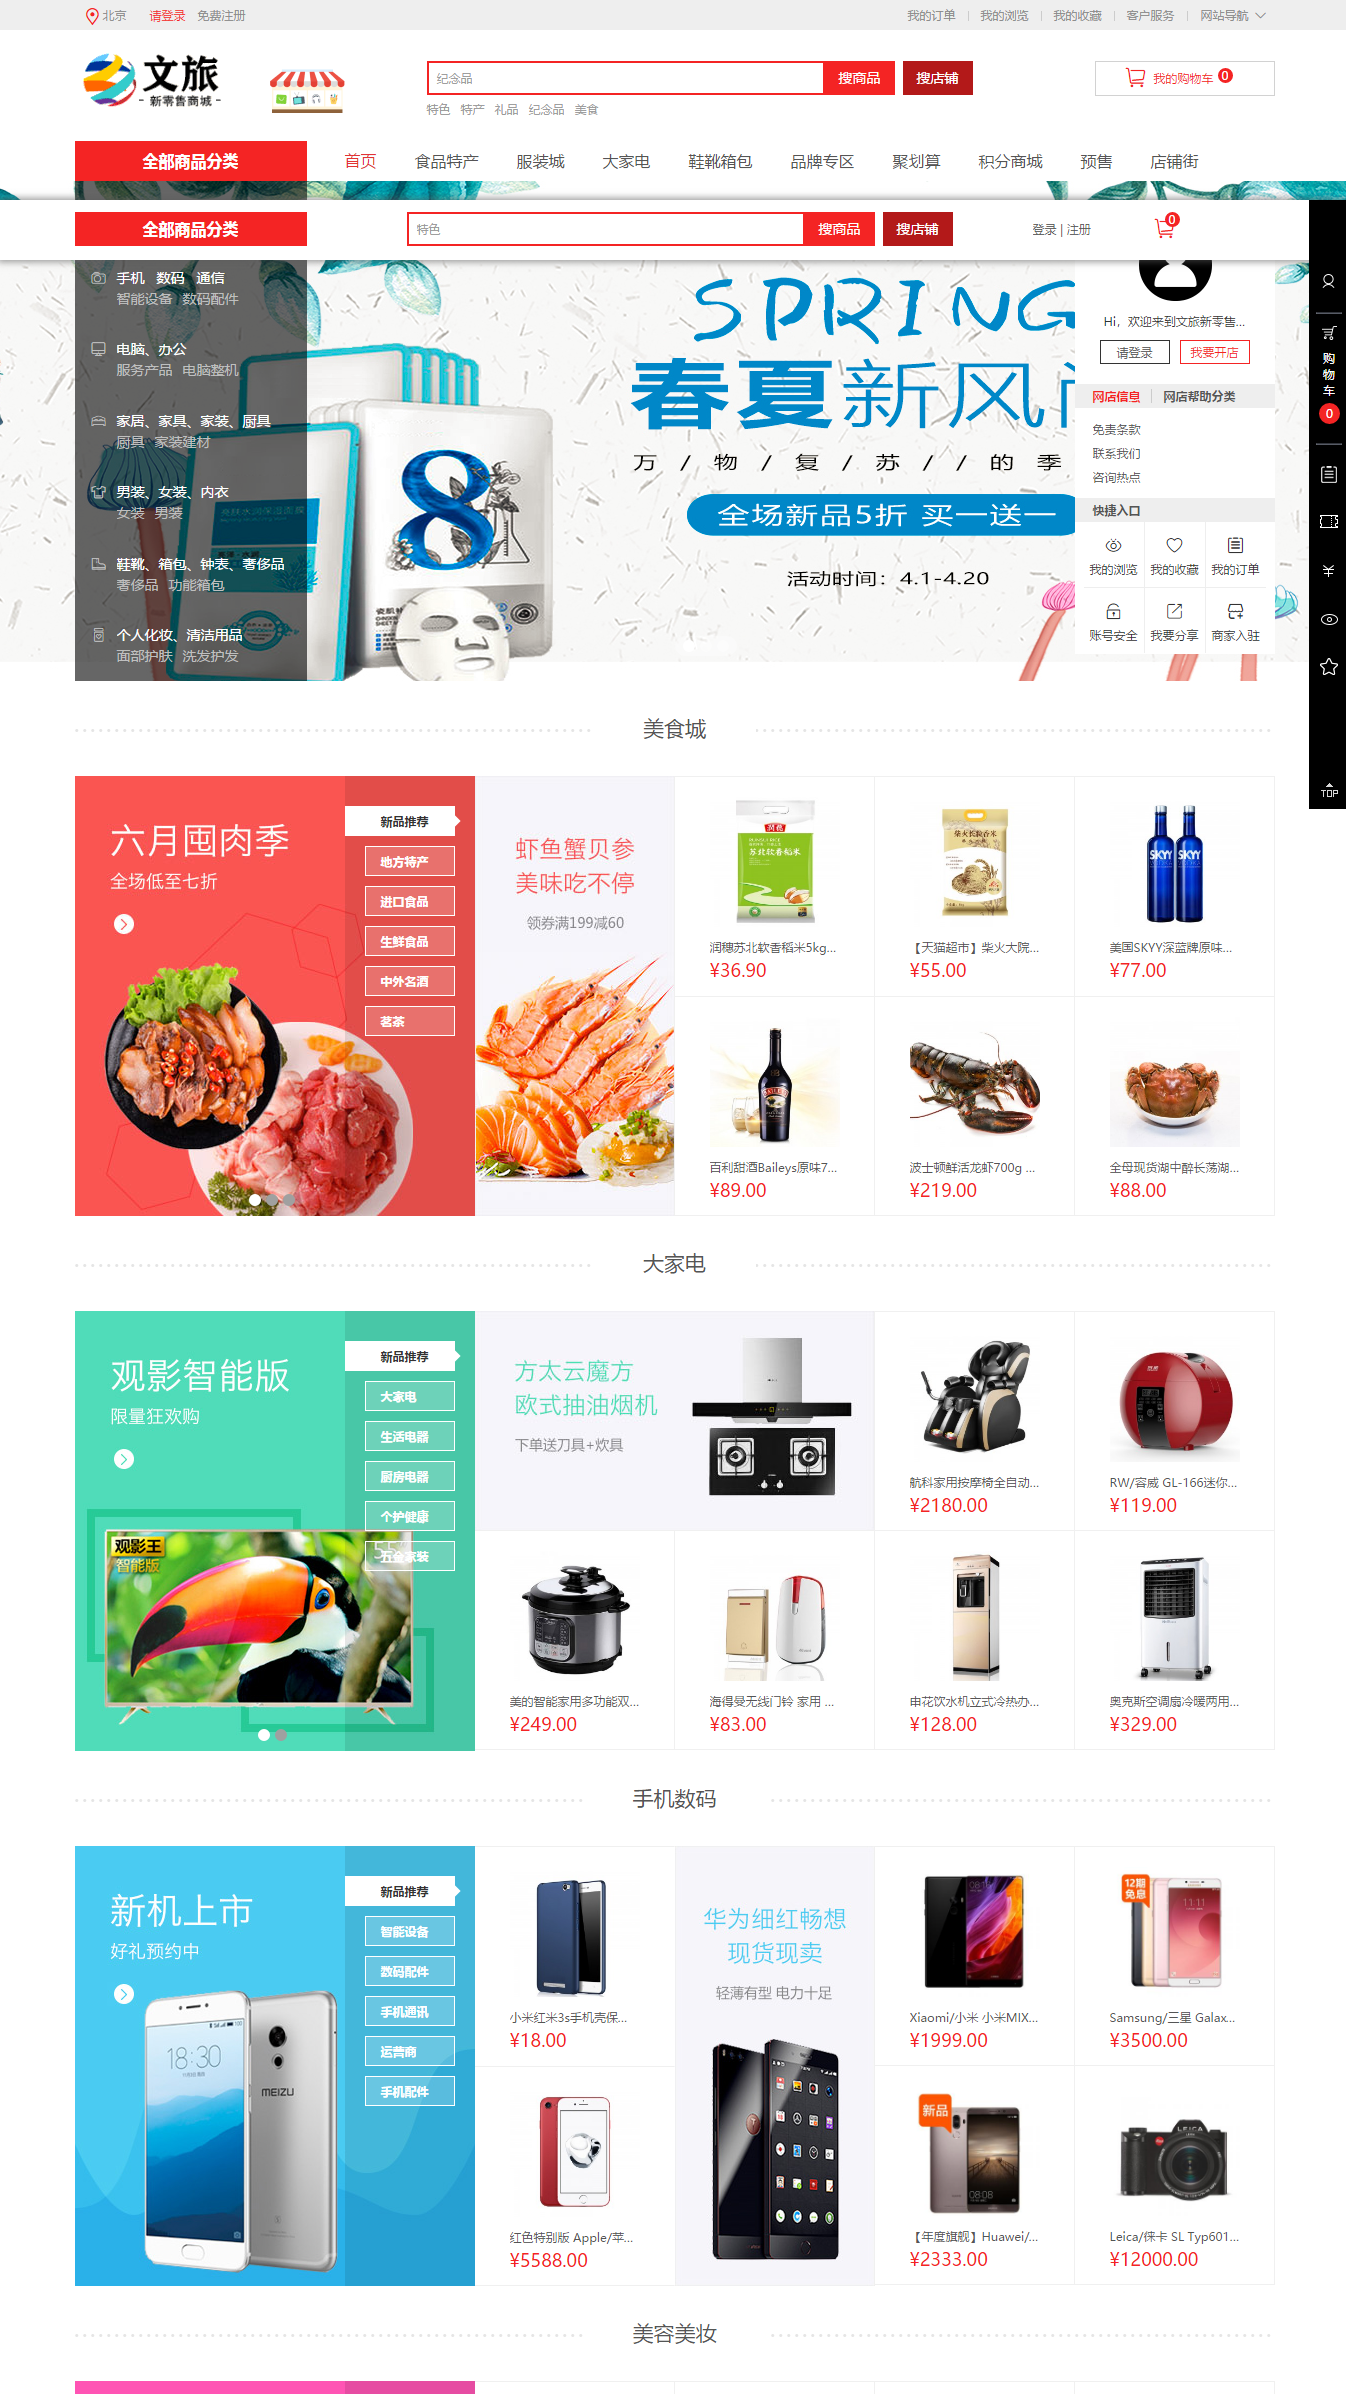 北京 请登录 免费注册 我的订单 我的浏览 我的收藏 客户服务 网站导航
文旅
- 新零售商城 -
纪念品 搜商品 搜店铺 我的购物车 0
特色 特产 礼品 纪念品 美食
全部商品分类 首页 食品特产 服装城 大家电 鞋靴箱包 品牌专区 聚划算 积分商城 预售 店铺街
全部商品分类 特色 搜商品 搜店铺 登录 | 注册 0
手机 数码 通信
智能设备 数码配件
电脑、办公
服务产品 电脑整机
家居、家具、家装、厨具
厨具 家装建材
男装、女装、内衣
女装 男装
鞋靴、箱包、钟表、奢侈品
奢侈品 功能箱包
个人化妆、清洁用品
面部护肤 洗发护发
8
SPRING
春夏新风
万 / 物 / 复 / 苏 / / 的 季
全场新品5折 买一送一
活动时间：4.1-4.20
Hi，欢迎来到文旅新零售...
请登录 我要开店
网店信息 网店帮助分类
免责条款
联系我们
咨询热点
快捷入口
我的浏览 我的收藏 我的订单
账号安全 我要分享 商家入驻
购物车
0
TOP
美食城
六月囤肉季
全场低至七折
新品推荐
地方特产
进口食品
生鲜食品
中外名酒
茗茶
虾鱼蟹贝参
美味吃不停
领券满199减60
润穗苏北软香稻米5kg... 【天猫超市】柴火大院... 美国SKYY深蓝牌原味...
¥36.90 ¥55.00 ¥77.00
百利甜酒Baileys原味7... 波士顿鲜活龙虾700g ... 全母现货湖中醉长荡湖...
¥89.00 ¥219.00 ¥88.00
大家电
观影智能版
限量狂欢购
新品推荐
大家电
生活电器
厨房电器
个护健康
五金家装
观影王
智能版
55
方太云魔方
欧式抽油烟机
下单送刀具+炊具
航科家用按摩椅全自动... RW/容威 GL-166迷你...
¥2180.00 ¥119.00
美的智能家用多功能双... 海得曼无线门铃 家用 ... 申花饮水机立式冷热办... 奥克斯空调扇冷暖两用...
¥249.00 ¥83.00 ¥128.00 ¥329.00
手机数码
新机上市
好礼预约中
新品推荐
智能设备
数码配件
手机通讯
运营商
手机配件
18:30
MEIZU
华为细红畅想
现货现卖
轻薄有型 电力十足
12期
免息
小米红米3s手机壳保... Xiaomi/小米 小米MIX... Samsung/三星 Galax...
¥18.00 ¥1999.00 ¥3500.00
新品
LEICA
红色特别版 Apple/苹... 【年度旗舰】Huawei/... Leica/徕卡 SL Typ601...
¥5588.00 ¥2333.00 ¥12000.00
美容美妆